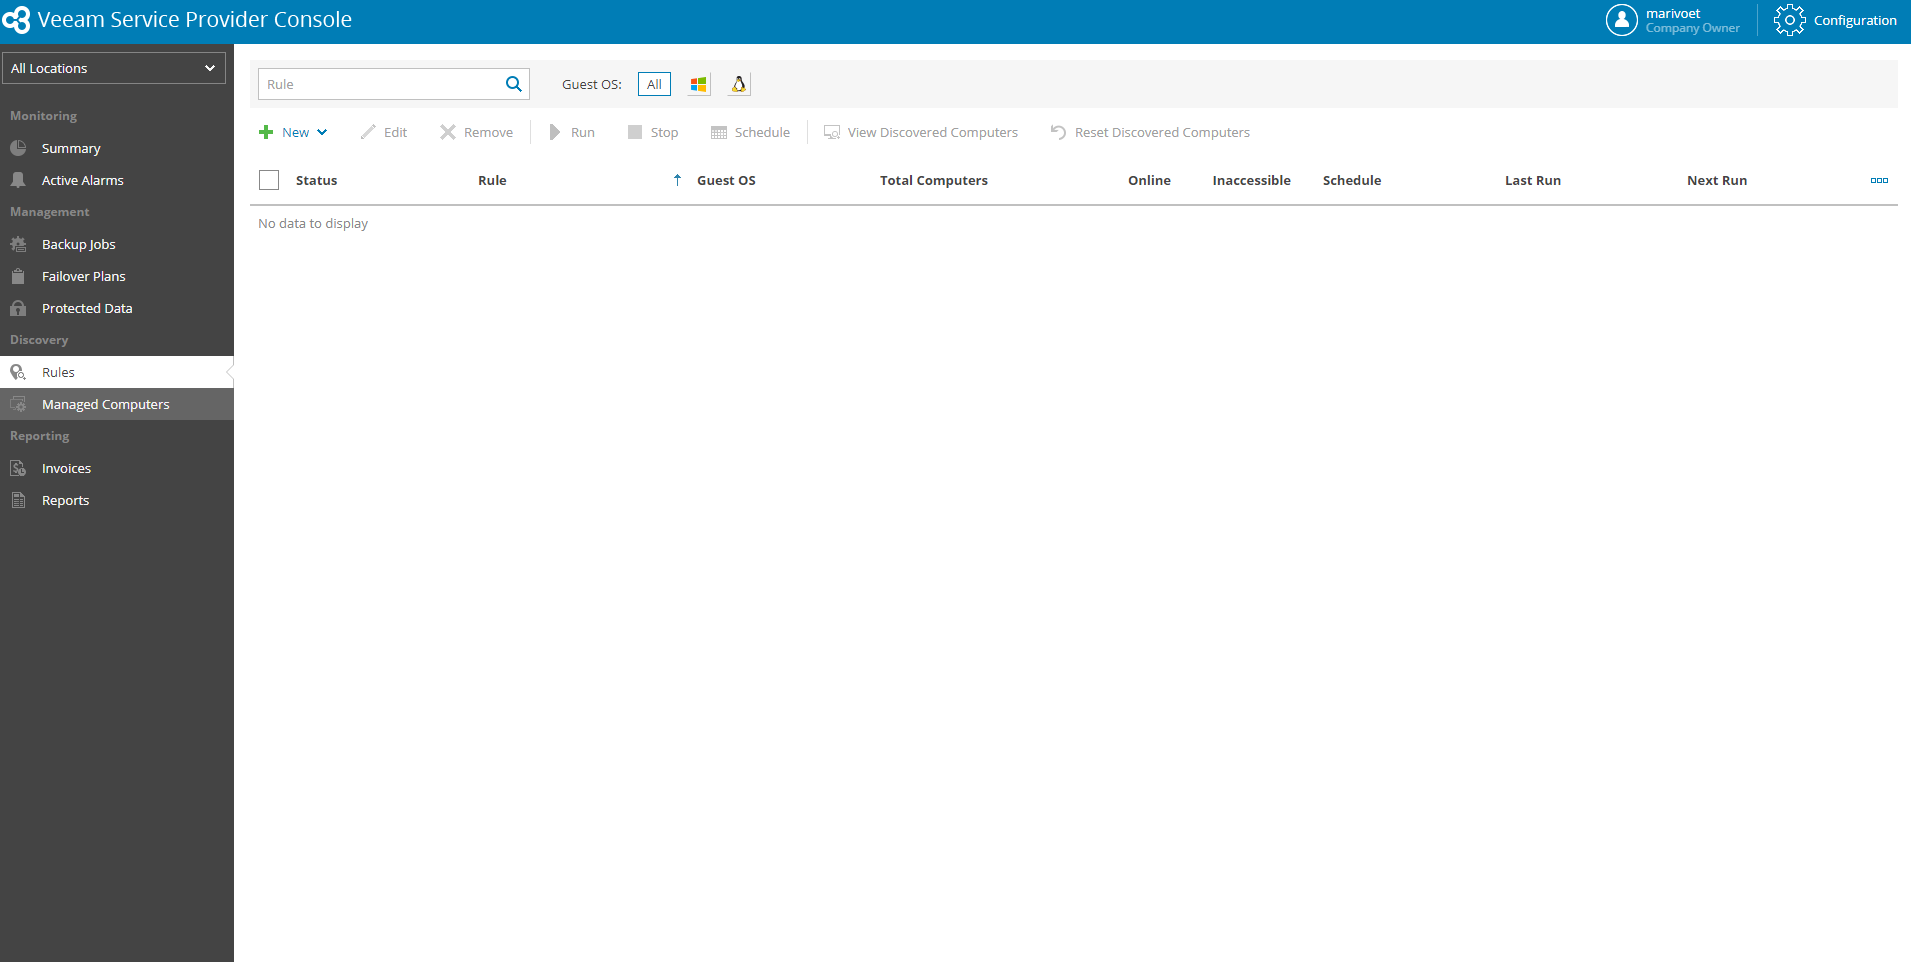 Veeam Service Provider Console
marivoet
Company Owner
Configuration
All Locations
Monitoring
Summary
Active Alarms
Management
Backup Jobs
Failover Plans
Protected Data
Discovery
Rules
Managed Computers
Reporting
Invoices
Reports
Rule
Guest OS: All
New Edit Remove Run Stop Schedule View Discovered Computers Reset Discovered Computers
Status Rule Guest OS Total Computers Online Inaccessible Schedule Last Run Next Run
No data to display